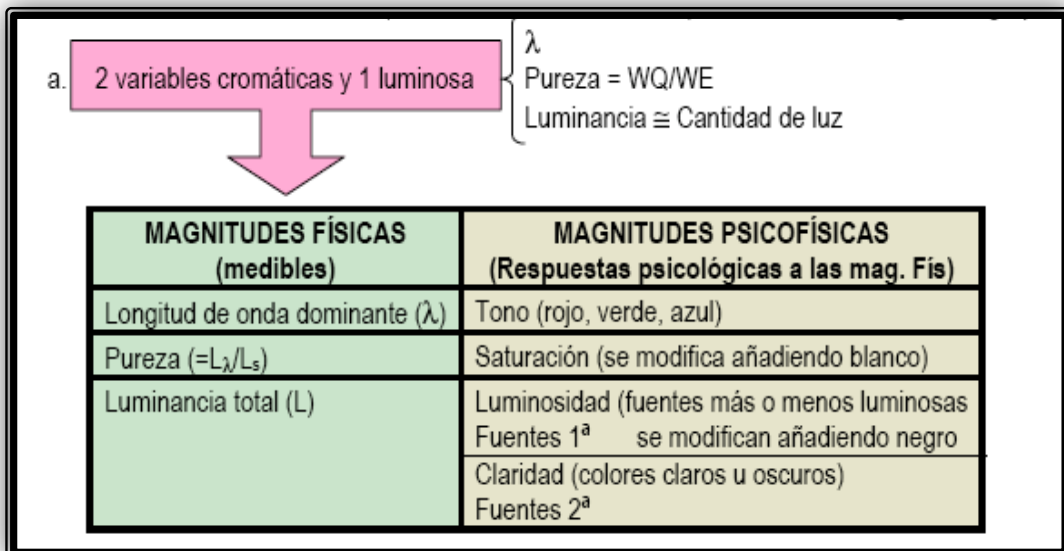 a. 2 variables cromáticas y 1 luminosa
λ
Pureza = WQ/WE
Luminancia ≅ Cantidad de luz
MAGNITUDES FÍSICAS
(medibles)
MAGNITUDES PSICOFÍSICAS
(Respuestas psicológicas a las mag. Fís)
Longitud de onda dominante (λ)
Tono (rojo, verde, azul)
Pureza (=Lλ/Ls)
Saturación (se modifica añadiendo blanco)
Luminancia total (L)
Luminosidad (fuentes más o menos luminosas
Fuentes 1ª se modifican añadiendo negro
Claridad (colores claros u oscuros)
Fuentes 2ª